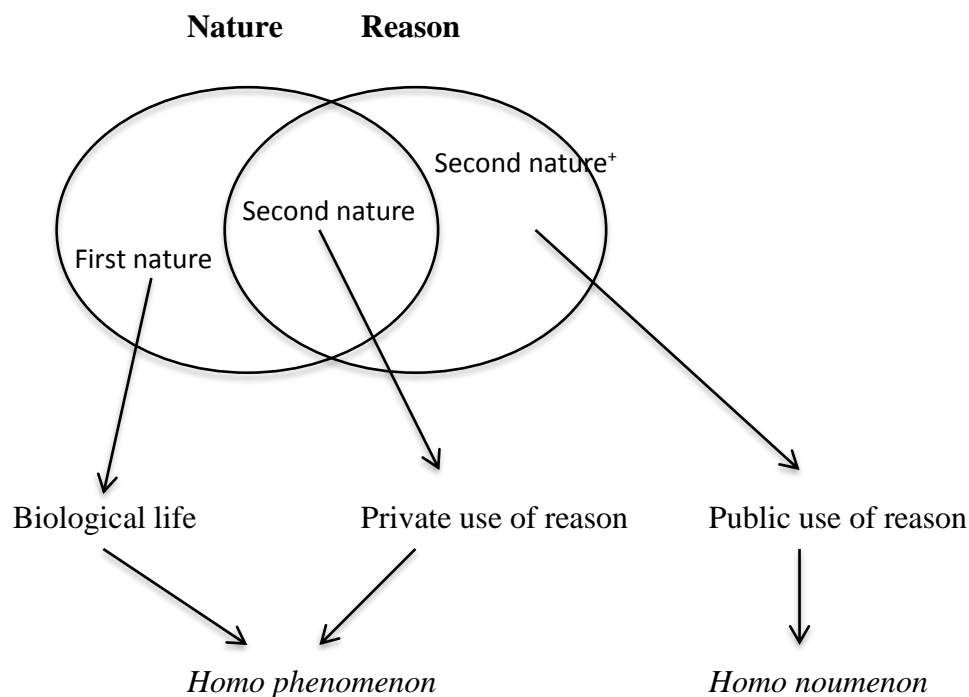 Nature Reason
Second nature⁺
Second nature
First nature
Biological life Private use of reason Public use of reason
Homo phenomenon Homo noumenon